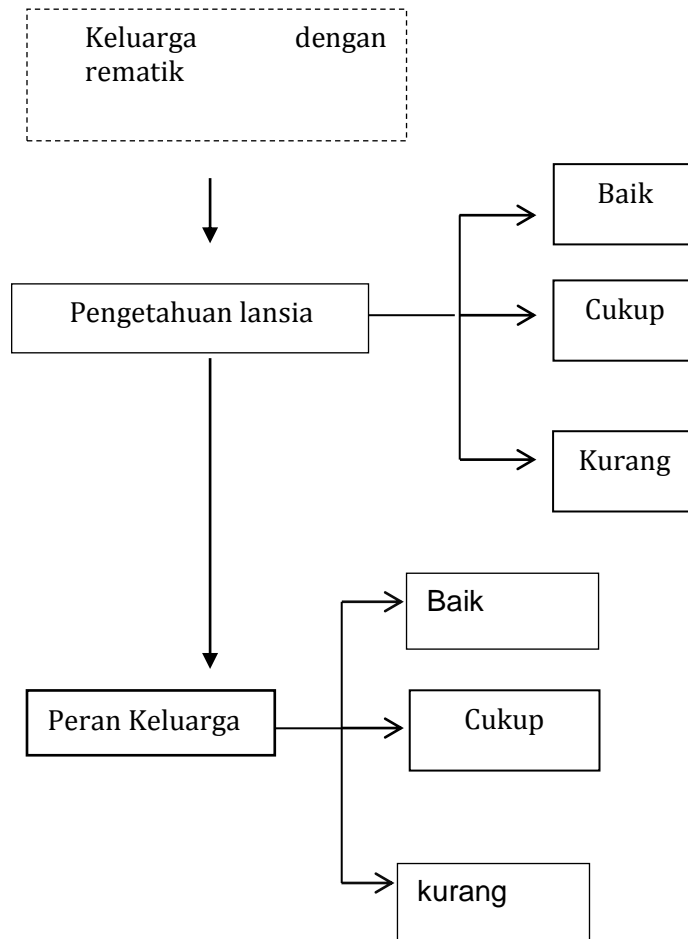 Keluarga dengan
rematik
Baik
Pengetahuan lansia
Cukup
Kurang
Baik
Peran Keluarga
Cukup
kurang